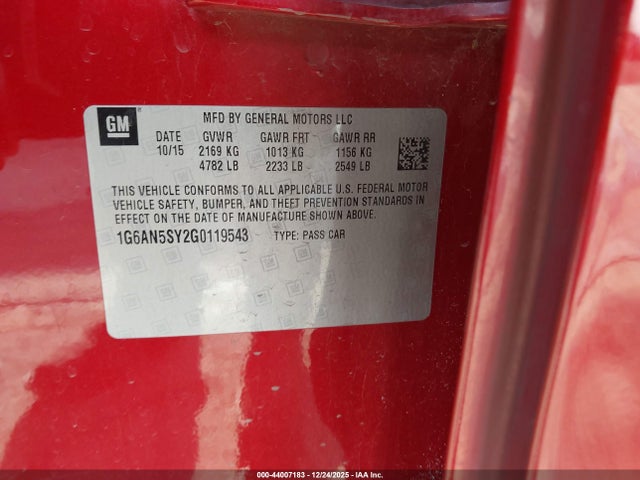 GM
MFD BY GENERAL MOTORS LLC
DATE GVWR GAWR FRT GAWR RR
10/15 2169 KG 1013 KG 1156 KG
4782 LB 2233 LB 2549 LB
THIS VEHICLE CONFORMS TO ALL APPLICABLE U.S. FEDERAL MOTOR
VEHICLE SAFETY, BUMPER, AND THEFT PREVENTION STANDARDS
IN EFFECT ON THE DATE OF MANUFACTURE SHOWN ABOVE.
1G6AN5SY2G0119543 TYPE: PASS CAR
000-44007183 - 12/24/2025 - IAA Inc.